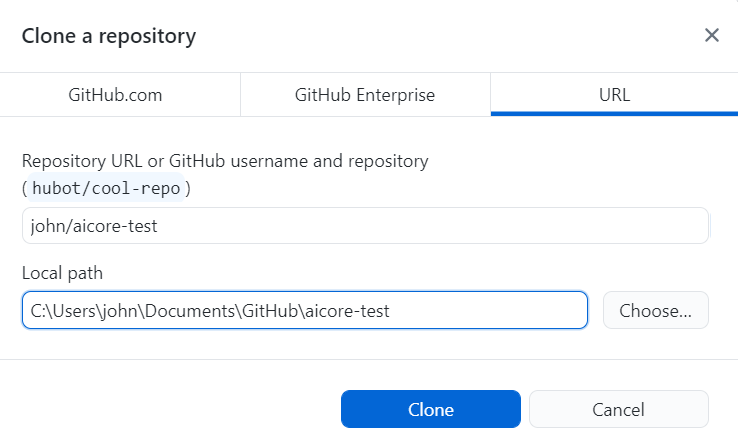 Clone a repository
GitHub.com
GitHub Enterprise
URL
Repository URL or GitHub username and repository
(hubot/cool-repo)
john/aicore-test
Local path
C:\Users\john\Documents\GitHub\aicore-test
Choose...
Clone
Cancel